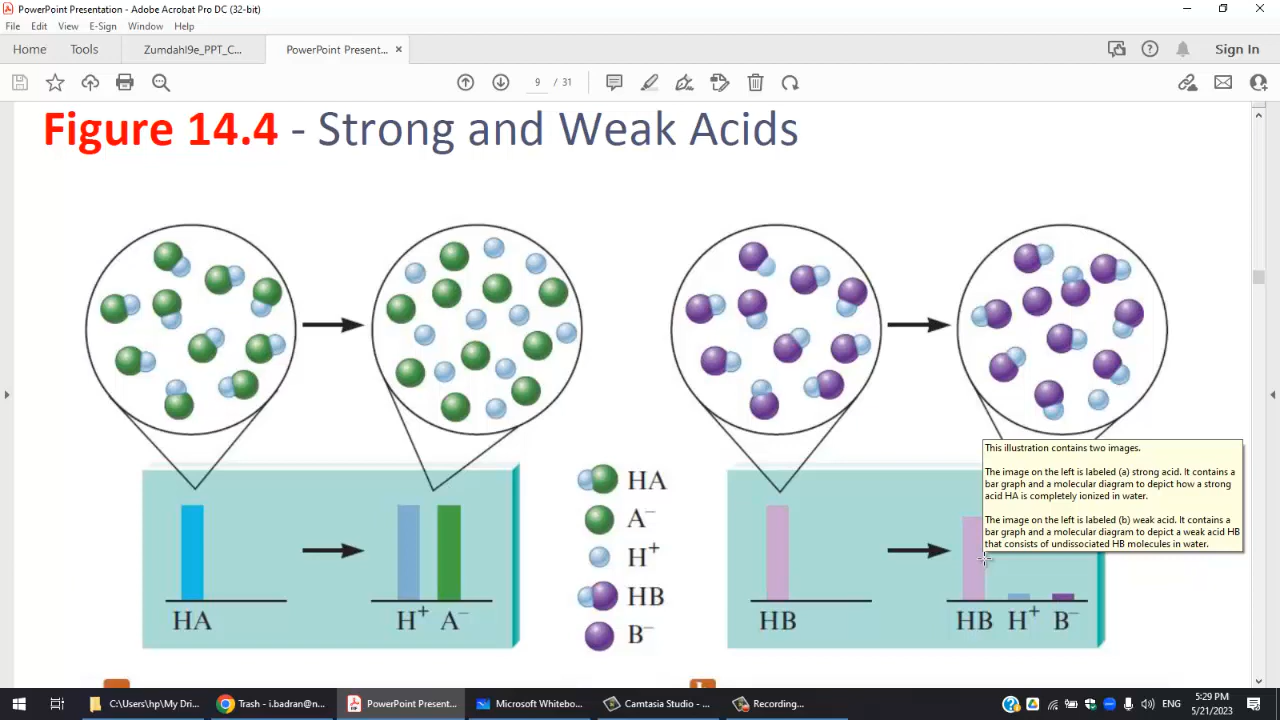 PowerPoint Presentation - Adobe Acrobat Pro DC (32-bit)
File Edit View E-Sign Window Help
Home Tools Zumdahl9e_PPT_C... PowerPoint Present... × Sign In
9 / 31
Figure 14.4 - Strong and Weak Acids
HA
A⁻
H⁺
HB
B⁻
HA
H⁺ A⁻
HB
HB H⁺ B⁻
This illustration contains two images.
The image on the left is labeled (a) strong acid. It contains a
bar graph and a molecular diagram to depict how a strong
acid HA is completely ionized in water.
The image on the left is labeled (b) weak acid. It contains a
bar graph and a molecular diagram to depict a weak acid HB
that consists of undissociated HB molecules in water.
C:\Users\hp\My Dri... Trash - i.badran@n... PowerPoint Present... Microsoft Whitebo... Camtasia Studio - ... Recording... ENG
5:29 PM
5/21/2023